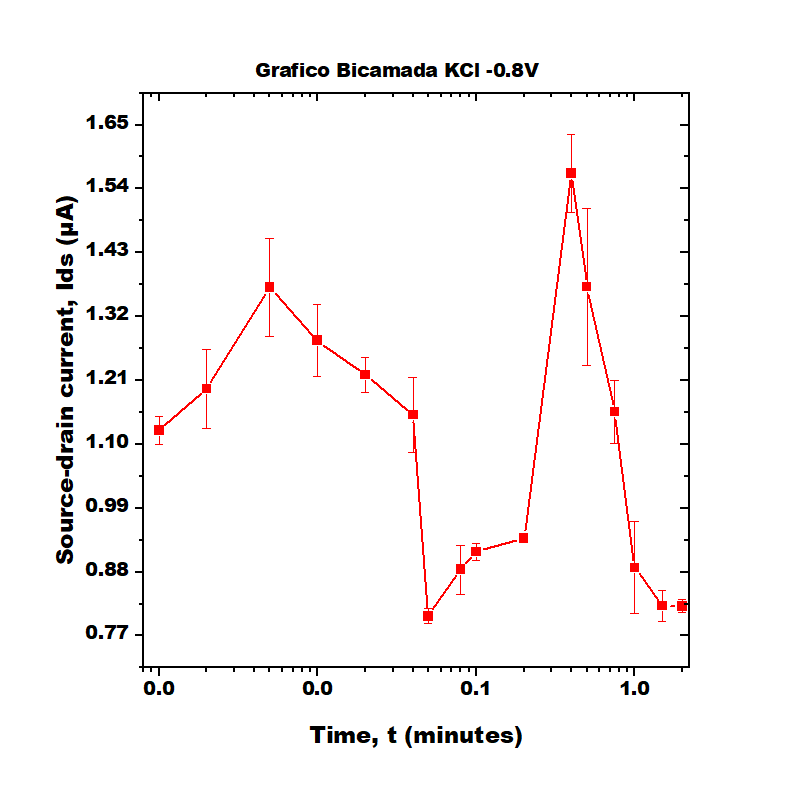 Grafico Bicamada KCl -0.8V
Source-drain current, Ids (µA)
1.65
1.54
1.43
1.32
1.21
1.10
0.99
0.88
0.77
0.0 0.0 0.1 1.0
Time, t (minutes)